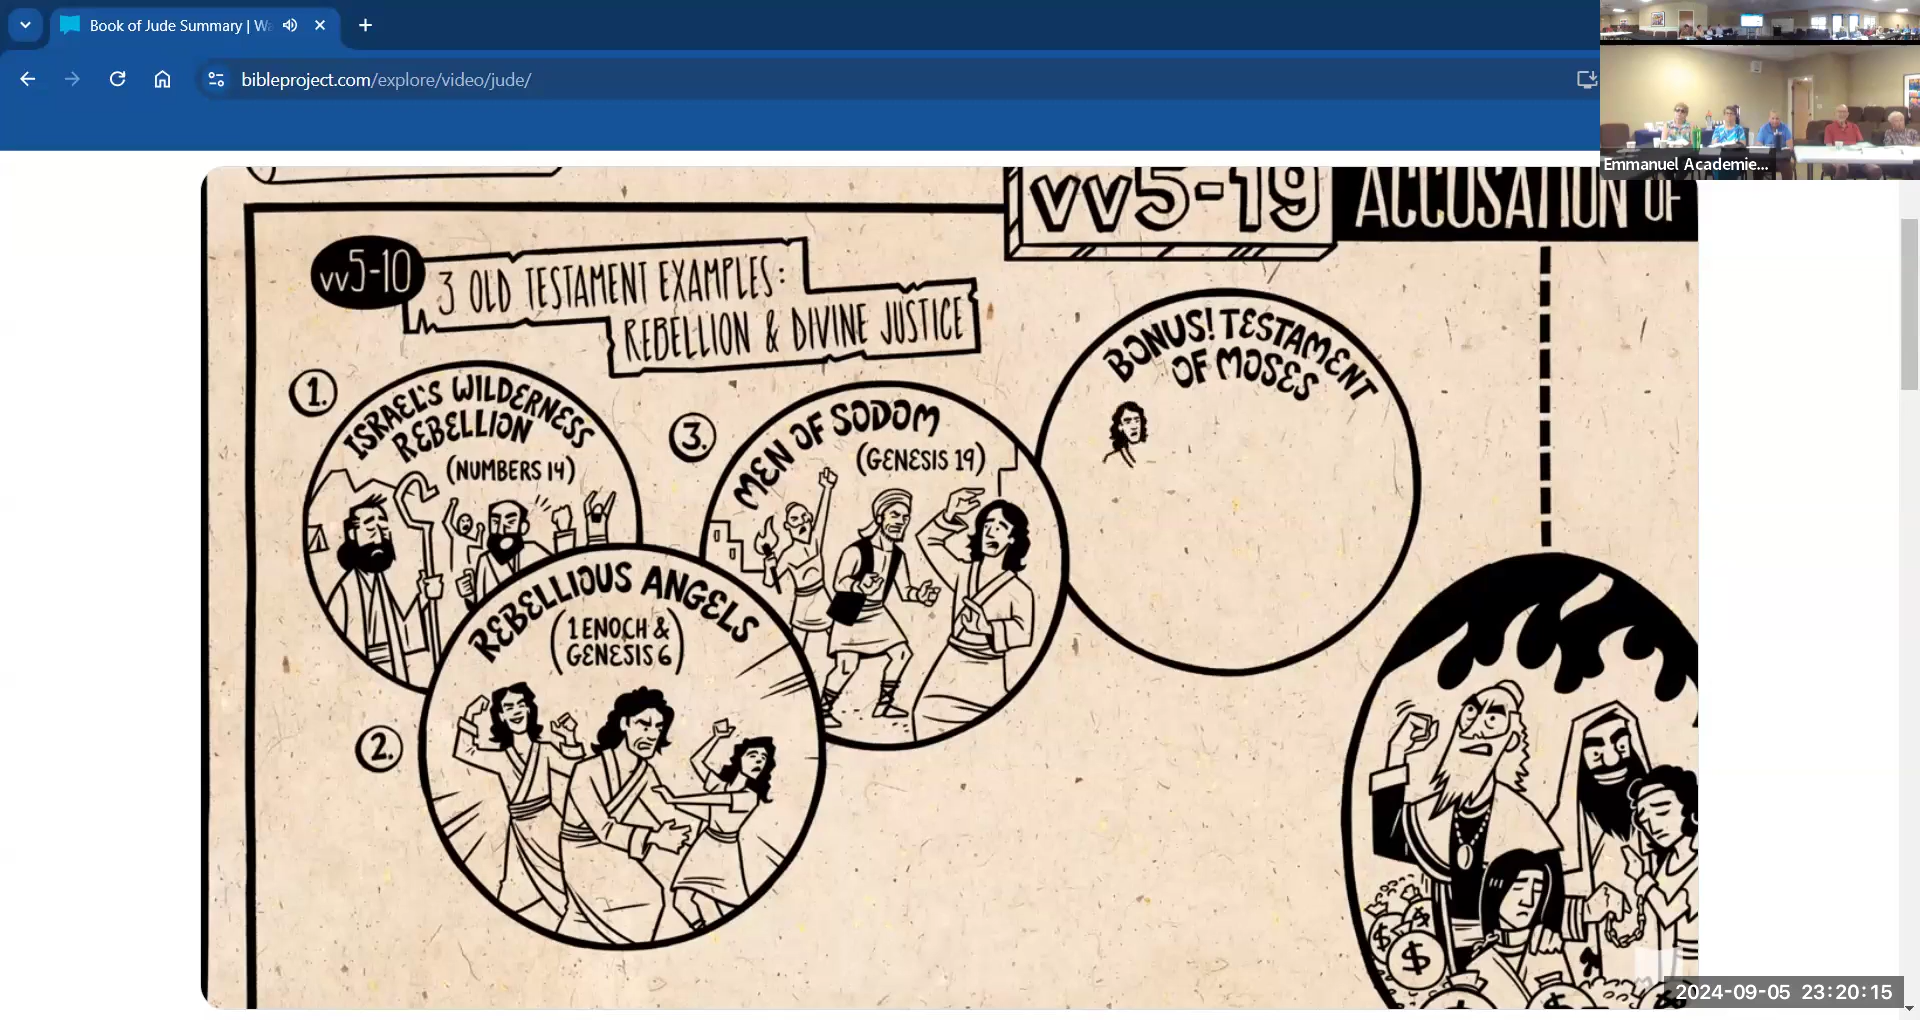 Book of Jude Summary | Wa
bibleproject.com/explore/video/jude/
Emmanuel Academie...
vv5-19
ACCUSATION OF
vv5-10
3 OLD TESTAMENT EXAMPLES:
REBELLION & DIVINE JUSTICE
BONUS! TESTAMENT
OF MOSES
1.
ISRAEL'S WILDERNESS
REBELLION
(NUMBERS 14)
3.
MEN OF SODOM
(GENESIS 19)
REBELLIOUS ANGELS
(1 ENOCH &
GENESIS 6)
2.
$
$
2024-09-05 23:20:15